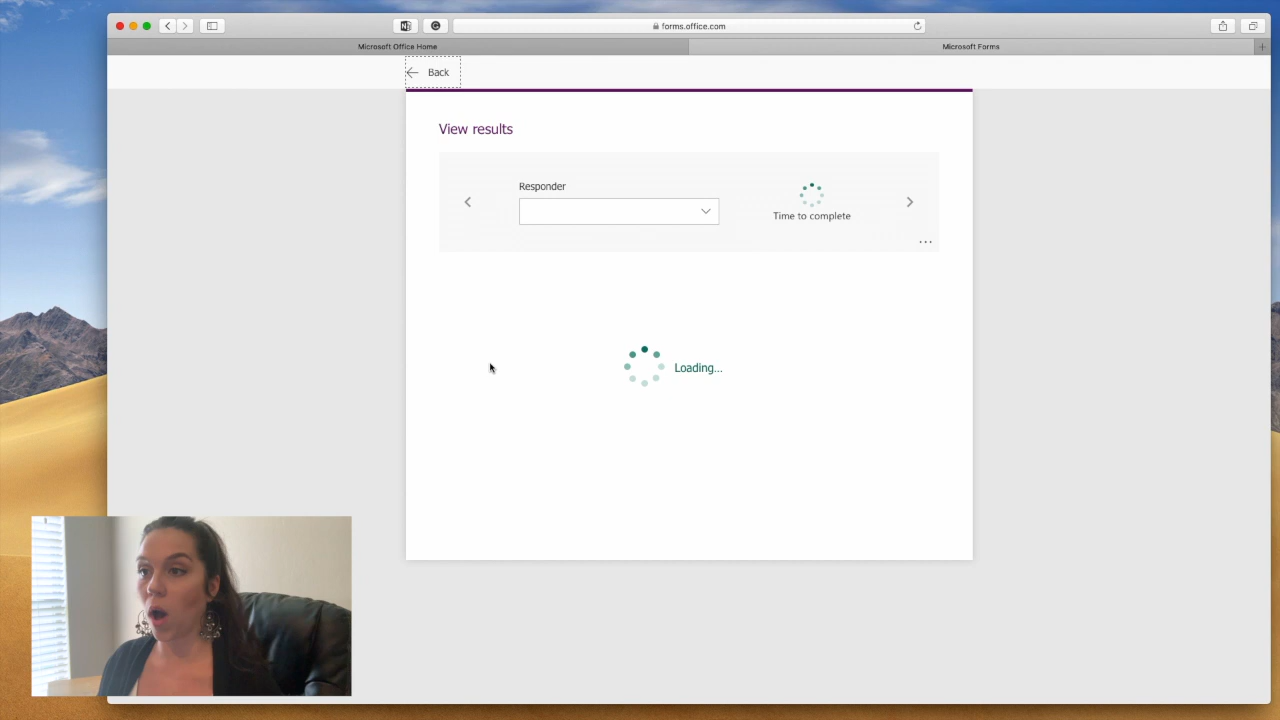 forms.office.com
Microsoft Office Home
Microsoft Forms
Back
View results
Responder
Time to complete
Loading...